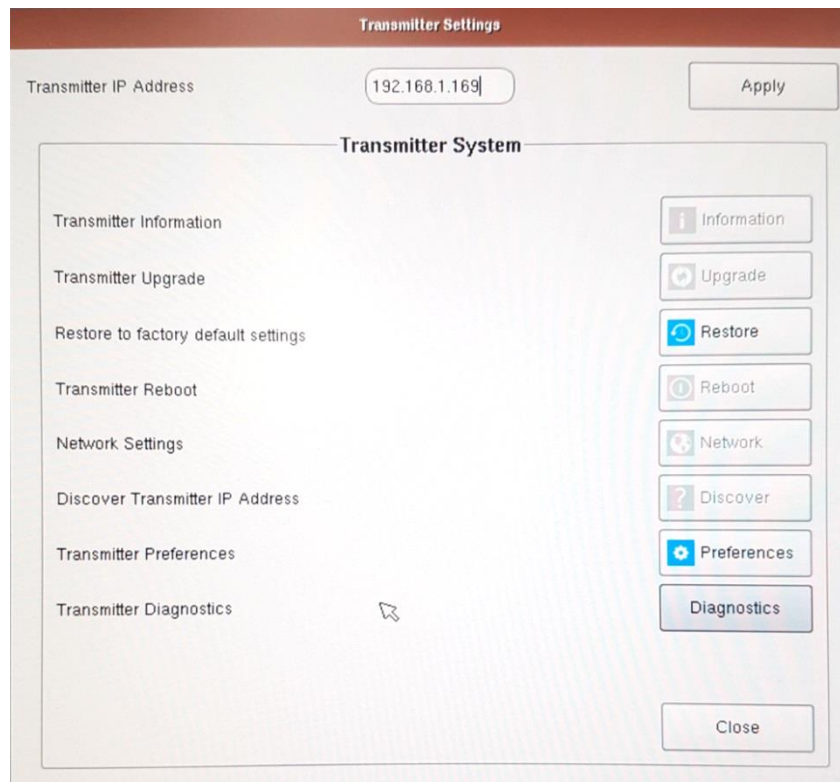 Transmitter Settings
Transmitter IP Address 192.168.1.169 Apply
Transmitter System
Transmitter Information Information
Transmitter Upgrade Upgrade
Restore to factory default settings Restore
Transmitter Reboot Reboot
Network Settings Network
Discover Transmitter IP Address ? Discover
Transmitter Preferences Preferences
Transmitter Diagnostics Diagnostics
Close